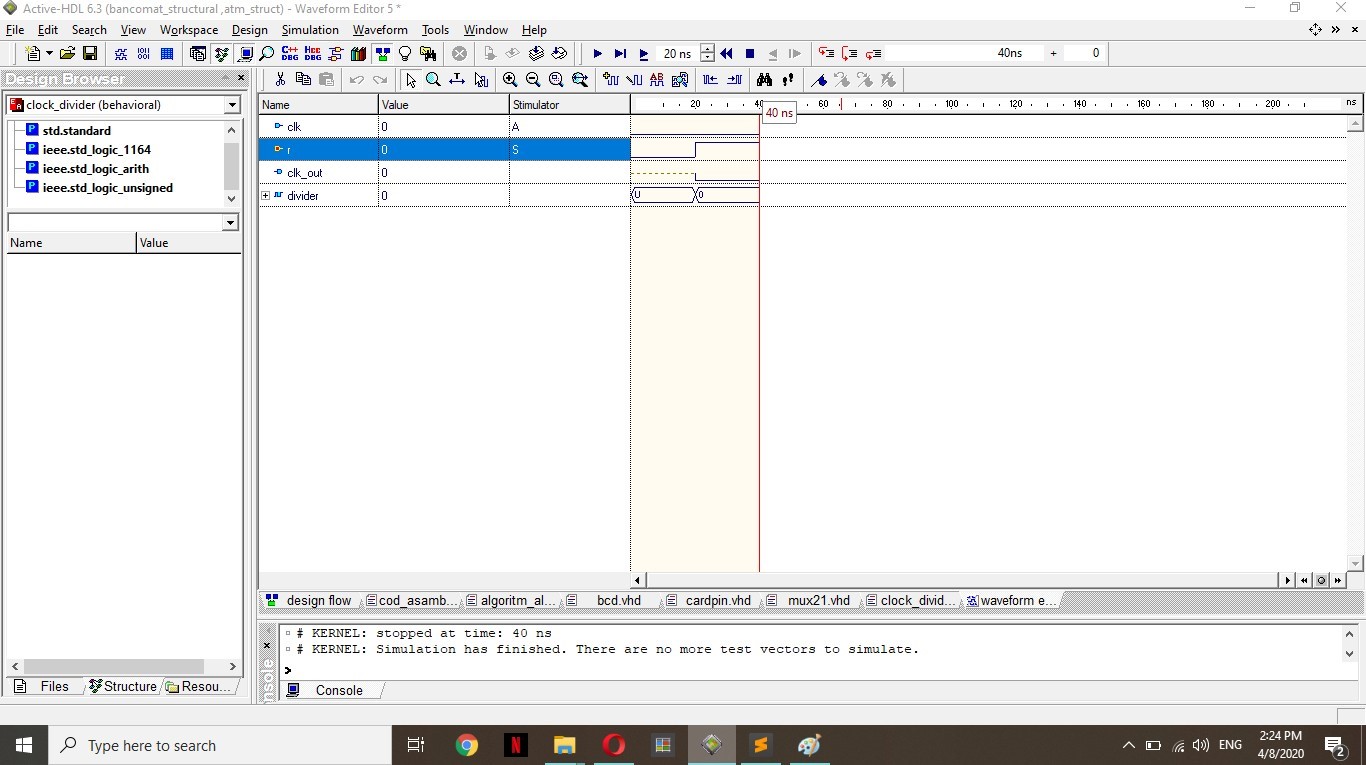 Active-HDL 6.3 (bancomat_structural ,atm_struct) - Waveform Editor 5 *
File Edit Search View Workspace Design Simulation Waveform Tools Window Help
20 ns 40ns + 0
Design Browser
clock_divider (behavioral)
std.standard
ieee.std_logic_1164
ieee.std_logic_arith
ieee.std_logic_unsigned
Name Value
Files Structure Resou...
Name Value Stimulator 20 40 60 80 100 120 140 160 180 200 ns
40 ns
clk 0 A
r 0 S
clk_out 0
divider 0 U 0
design flow cod_asamb... algoritm_al... bcd.vhd cardpin.vhd mux21.vhd clock_divid... waveform e...
# KERNEL: stopped at time: 40 ns
# KERNEL: Simulation has finished. There are no more test vectors to simulate.
>
Console
Type here to search
ENG
2:24 PM
4/8/2020
2